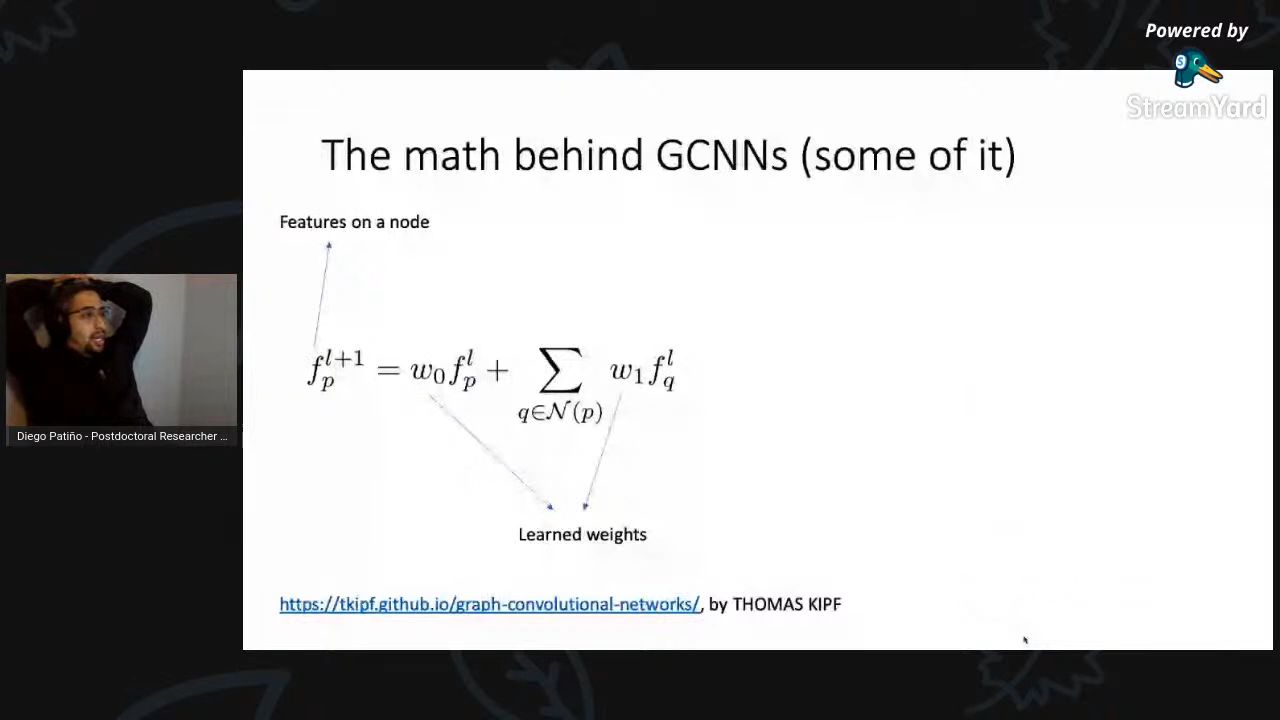 Powered by
StreamYard
The math behind GCNNs (some of it)
Features on a node
f_p^{l+1} = w_0 f_p^l + \sum_{q \in \mathcal{N}(p)} w_1 f_q^l
Learned weights
https://tkipf.github.io/graph-convolutional-networks/, by THOMAS KIPF
Diego Patiño - Postdoctoral Researcher ...